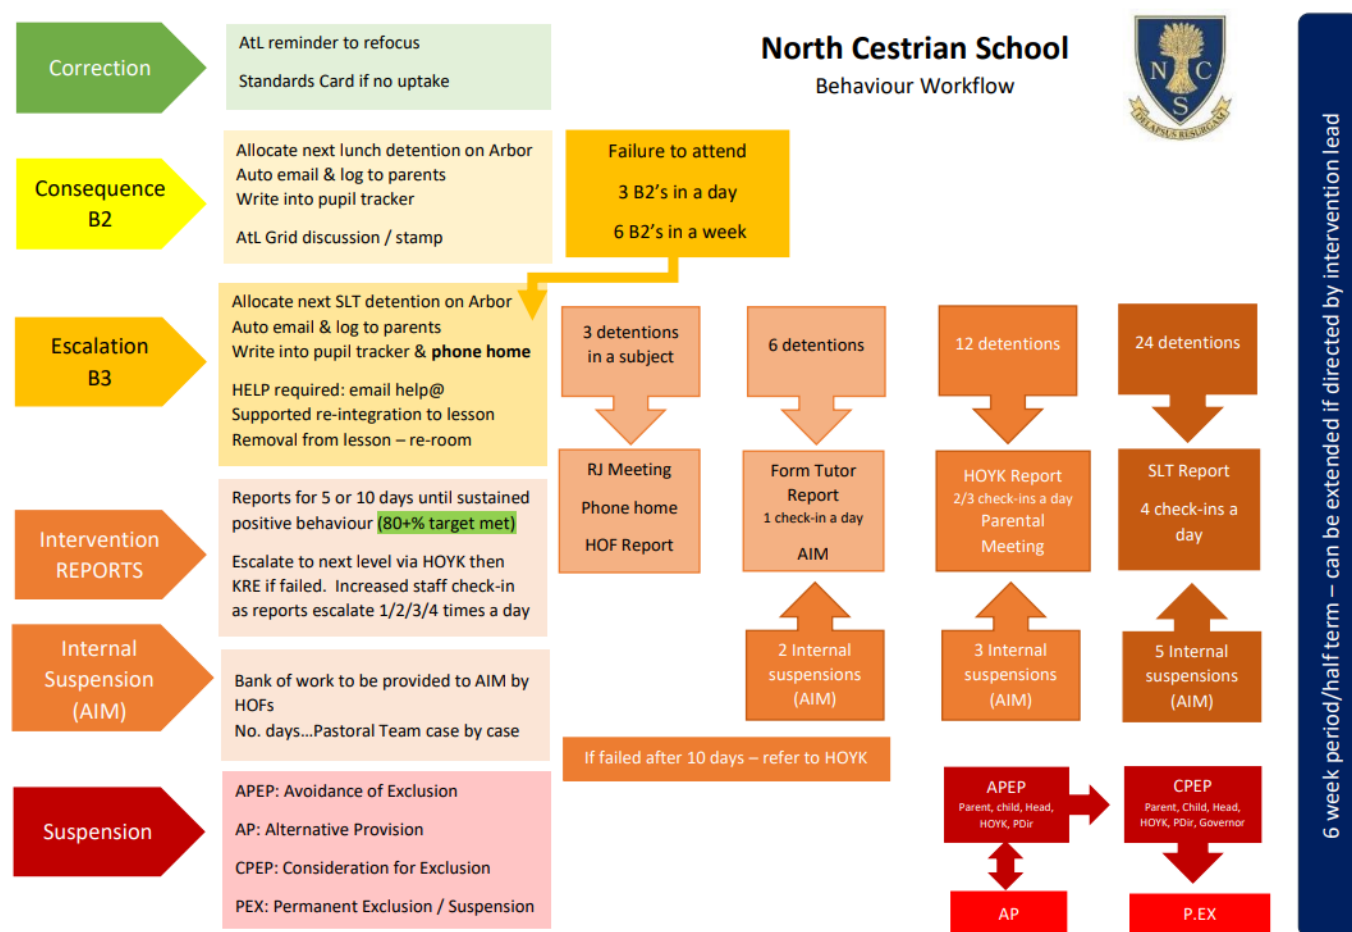 North Cestrian School
Behaviour Workflow
N C
S
DELAPSUS RESURGAM
Correction
AtL reminder to refocus
Standards Card if no uptake
Consequence
B2
Allocate next lunch detention on Arbor
Auto email & log to parents
Write into pupil tracker
AtL Grid discussion / stamp
Failure to attend
3 B2's in a day
6 B2's in a week
Escalation
B3
Allocate next SLT detention on Arbor
Auto email & log to parents
Write into pupil tracker & phone home
HELP required: email help@
Supported re-integration to lesson
Removal from lesson – re-room
3 detentions
in a subject
6 detentions
12 detentions
24 detentions
RJ Meeting
Phone home
HOF Report
Form Tutor
Report
1 check-in a day
AIM
HOYK Report
2/3 check-ins a day
Parental
Meeting
SLT Report
4 check-ins a
day
Intervention
REPORTS
Reports for 5 or 10 days until sustained
positive behaviour (80+% target met)
Escalate to next level via HOYK then
KRE if failed.  Increased staff check-in
as reports escalate 1/2/3/4 times a day
Internal
Suspension
(AIM)
Bank of work to be provided to AIM by
HOFs
No. days...Pastoral Team case by case
2 Internal
suspensions
(AIM)
3 Internal
suspensions
(AIM)
5 Internal
suspensions
(AIM)
If failed after 10 days – refer to HOYK
Suspension
APEP: Avoidance of Exclusion
AP: Alternative Provision
CPEP: Consideration for Exclusion
PEX: Permanent Exclusion / Suspension
APEP
Parent, child, Head,
HOYK, PDir
CPEP
Parent, Child, Head,
HOYK, PDir, Governor
AP
P.EX
6 week period/half term – can be extended if directed by intervention lead